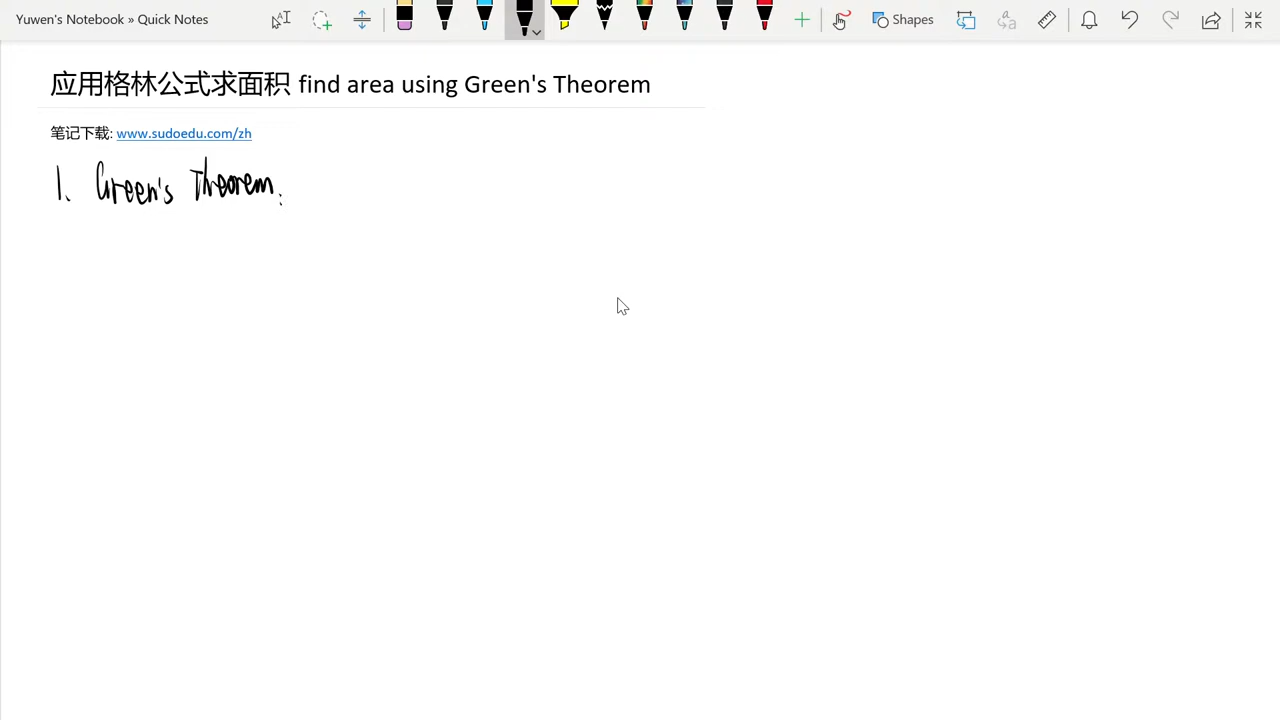 Yuwen's Notebook » Quick Notes
Shapes
应用格林公式求面积 find area using Green's Theorem
笔记下载: www.sudoedu.com/zh
1. Green's Theorem: